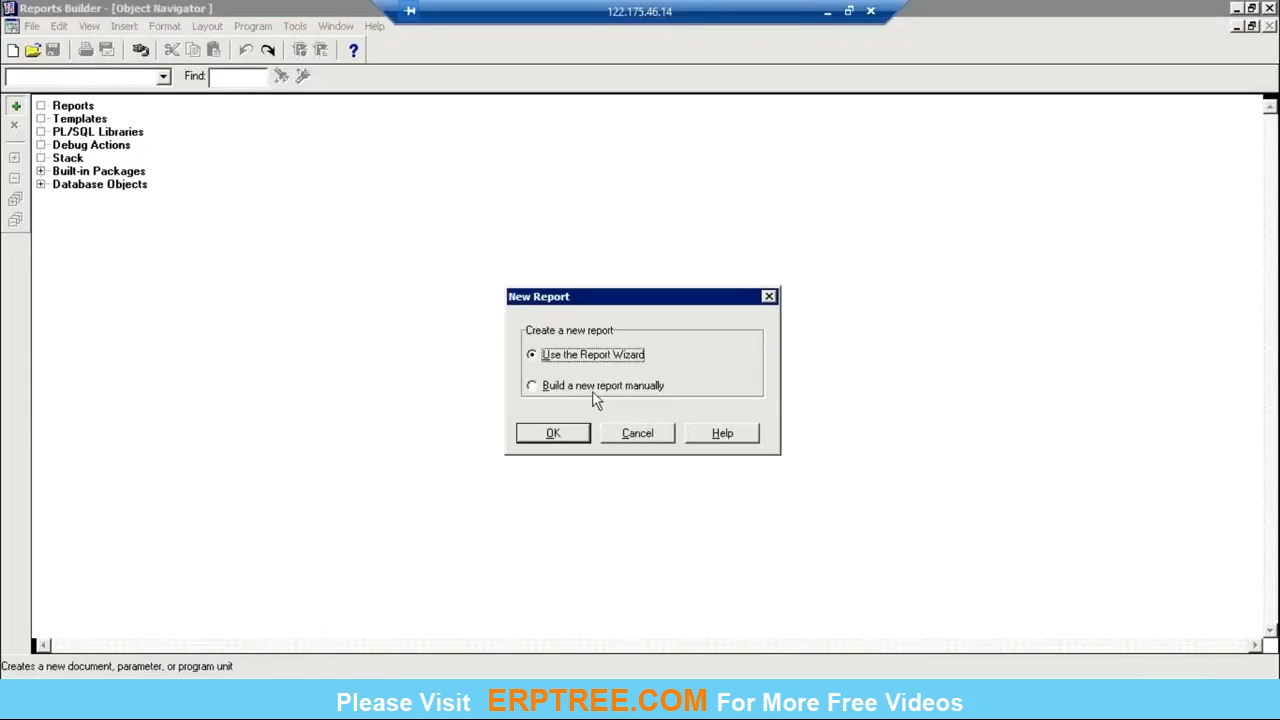 Reports Builder - [Object Navigator ]
122.175.46.14
File Edit View Insert Format Layout Program Tools Window Help
Find:
Reports
Templates
PL/SQL Libraries
Debug Actions
Stack
Built-in Packages
Database Objects
New Report
Create a new report
Use the Report Wizard
Build a new report manually
OK Cancel Help
Creates a new document, parameter, or program unit
Please Visit ERPTREE.COM For More Free Videos